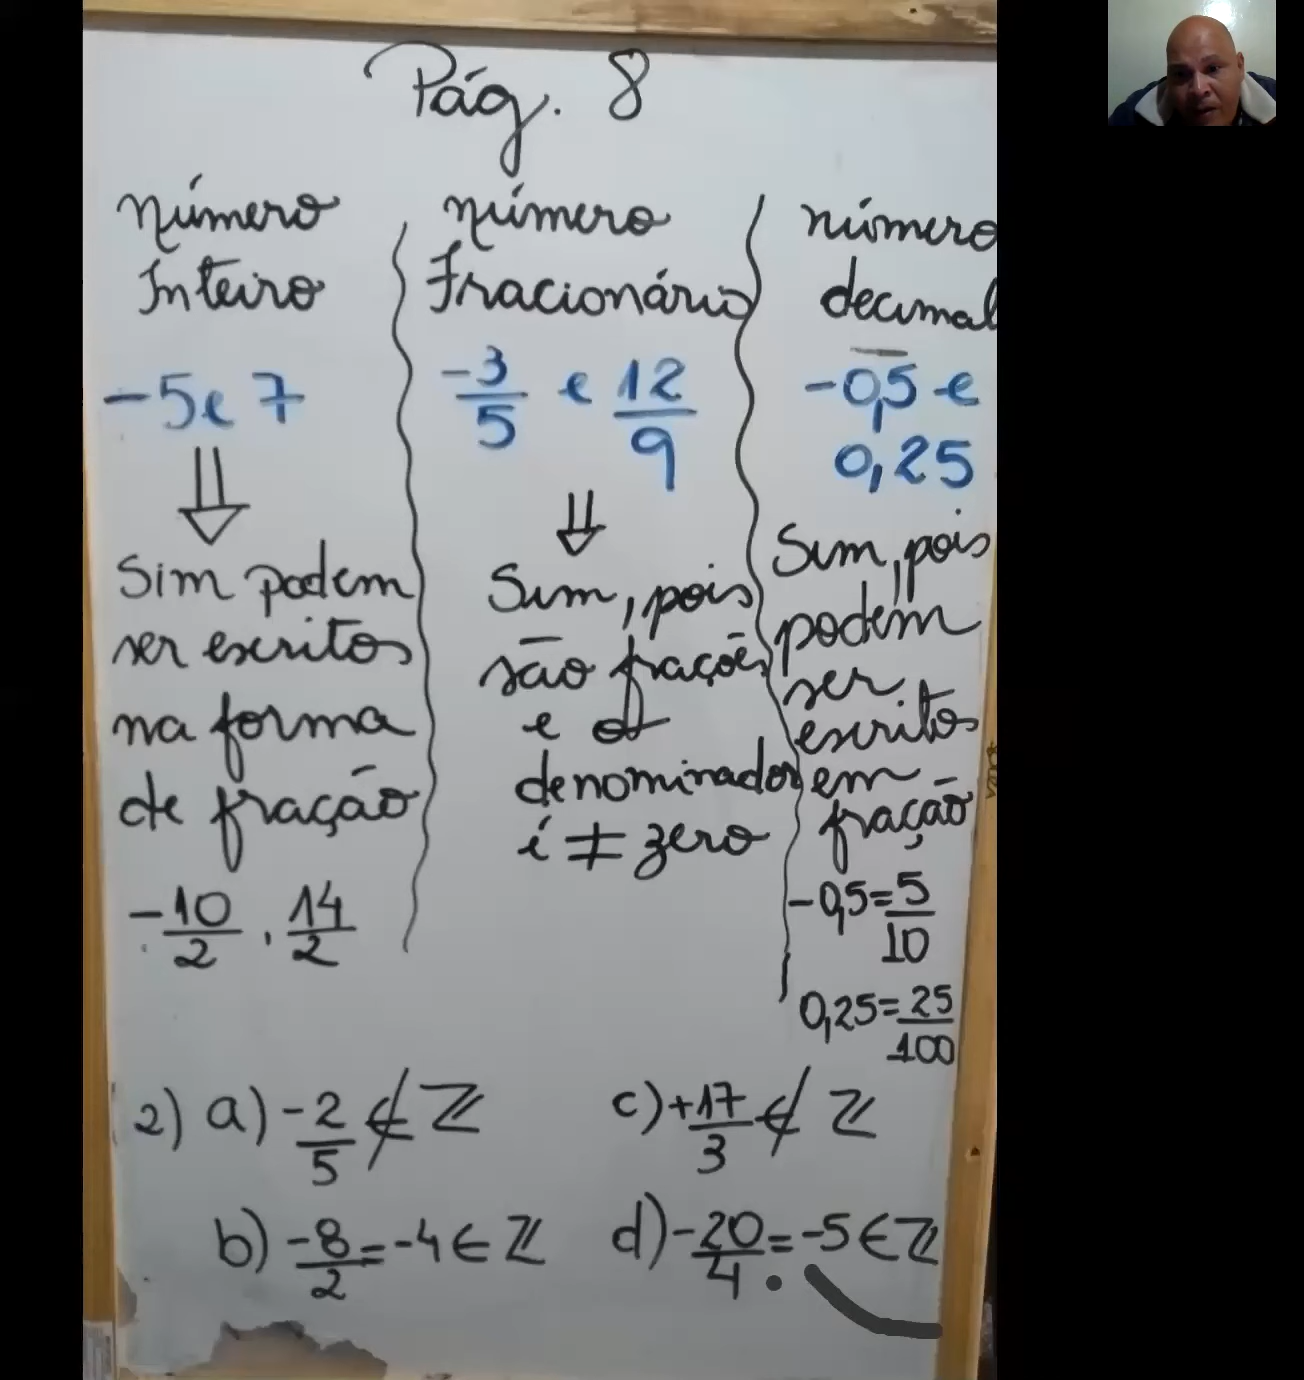 Pág. 8
número
Inteiro
-5 e 7
Sim podem
ser escritos
na forma
de fração
-10/2 , 14/2
número
Fracionário
-3/5 e 12/9
Sim, pois
são frações
e o
denominador
é ≠ zero
número
decimal
-0,5 e
0,25
Sim, pois
podem
ser
escritos
em
fração
-0,5=5/10
0,25=25/100
2) a) -2/5 ∉ ℤ
b) -8/2=-4 ∈ ℤ
c) +17/3 ∉ ℤ
d) -20/4=-5 ∈ ℤ